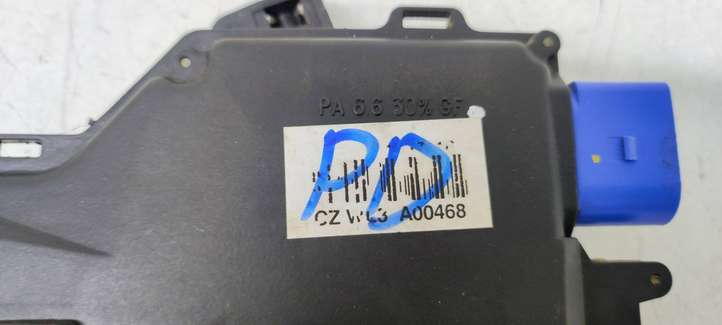 PA 6.6 30% GF
PD
CZ WL3 A00468